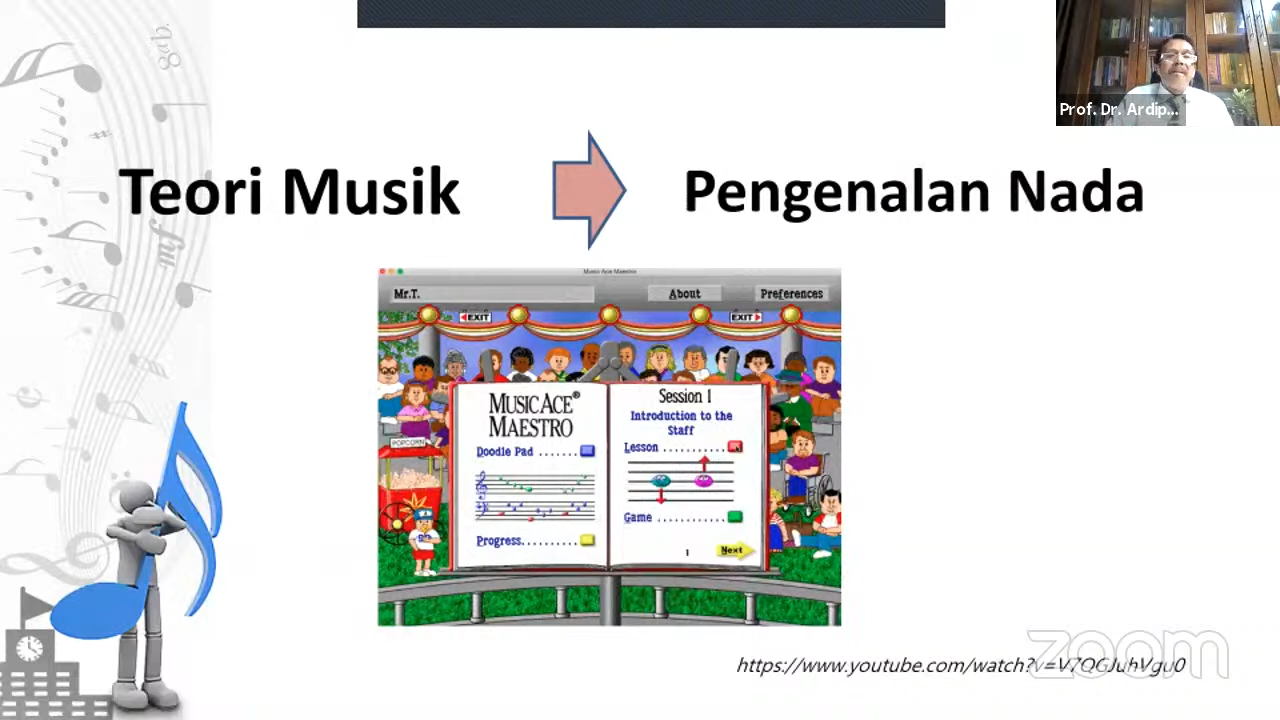 Prof. Dr. Ardip...
Teori Musik
Pengenalan Nada
Music Ace Maestro
Mr.T.
About
Preferences
EXIT
EXIT
MUSIC ACE®
MAESTRO
Doodle Pad .......
Progress.........
POPCORN
Session 1
Introduction to the
Staff
Lesson ...........
Game ............
1
Next
https://www.youtube.com/watch?v=V7QGJuhVgu0
zoom